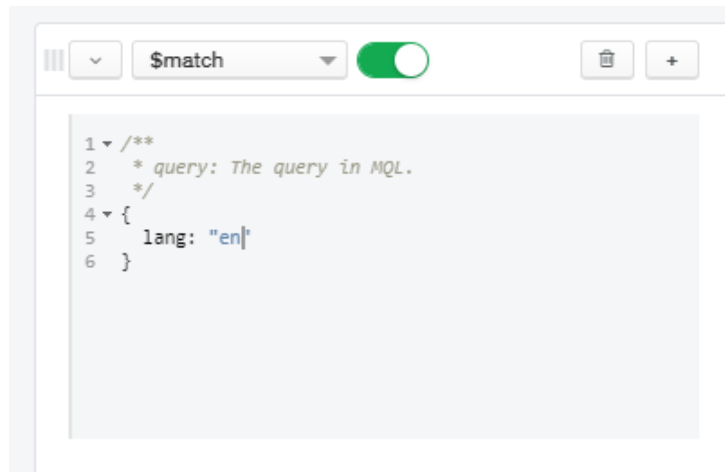 $match
+
1 /**
2 * query: The query in MQL.
3 */
4 {
5 lang: "en"
6 }